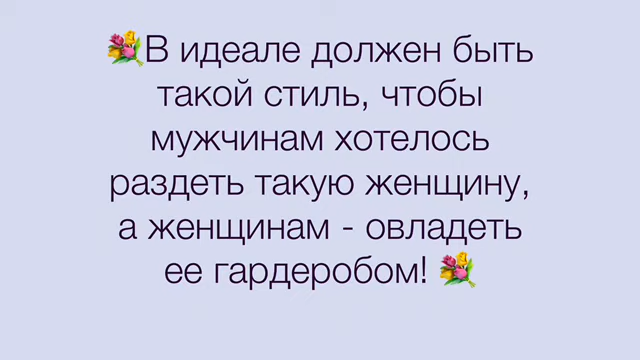 💐В идеале должен быть
такой стиль, чтобы
мужчинам хотелось
раздеть такую женщину,
а женщинам - овладеть
ее гардеробом! 💐